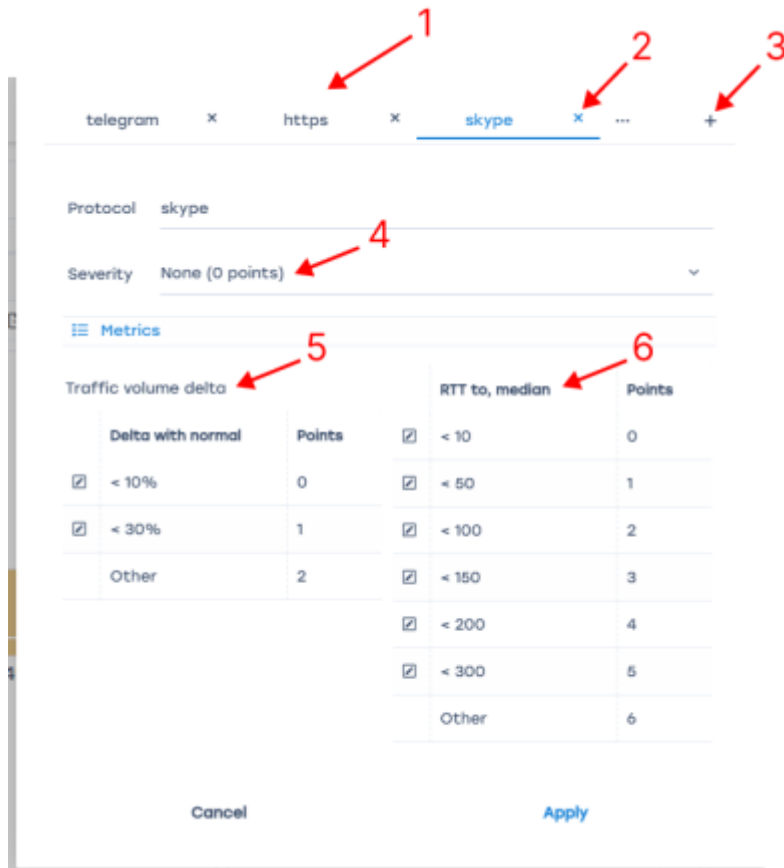 1
2
3
telegram × https × skype × ... +
Protocol skype
4
Severity None (0 points)
Metrics
5
6
Traffic volume delta
RTT to, median Points
Delta with normal Points
< 10 0
< 10% 0
< 50 1
< 30% 1
< 100 2
Other 2
< 150 3
< 200 4
< 300 5
Other 6
Cancel Apply